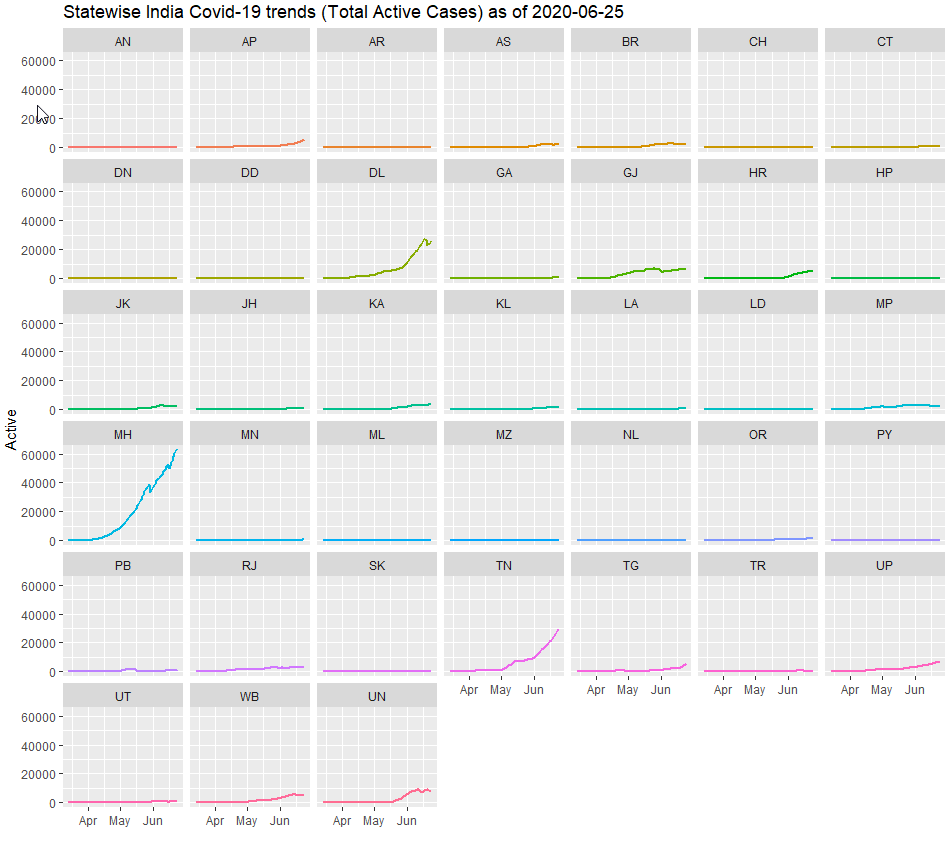 Statewise India Covid-19 trends (Total Active Cases) as of 2020-06-25
AN AP AR AS BR CH CT
60000
40000
20000
0
DN DD DL GA GJ HR HP
60000
40000
20000
0
JK JH KA KL LA LD MP
60000
40000
20000
0
Active
MH MN ML MZ NL OR PY
60000
40000
20000
0
PB RJ SK TN TG TR UP
60000
40000
20000
0
Apr May Jun Apr May Jun Apr May Jun Apr May Jun
UT WB UN
60000
40000
20000
0
Apr May Jun Apr May Jun Apr May Jun